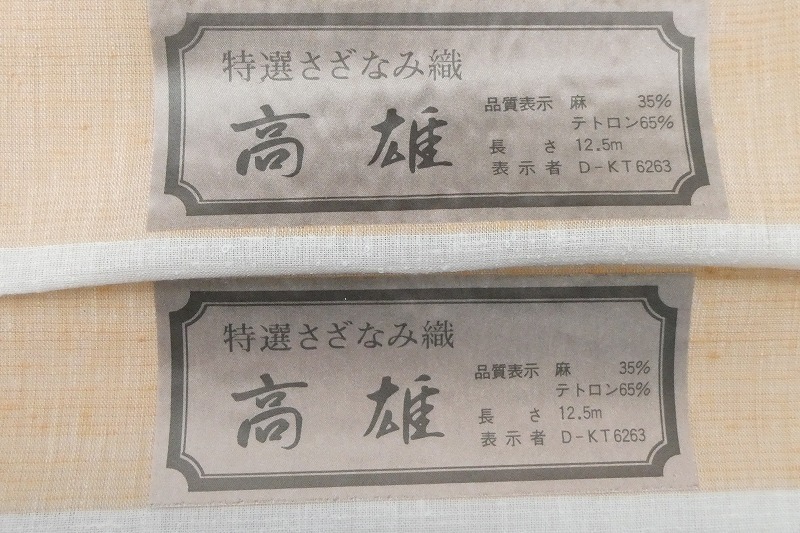 特選さざなみ織
高雄
品質表示 麻 35%
テトロン65%
長さ 12.5m
表示者 D-KT6263
特選さざなみ織
高雄
品質表示 麻 35%
テトロン65%
長さ 12.5m
表示者 D-KT6263